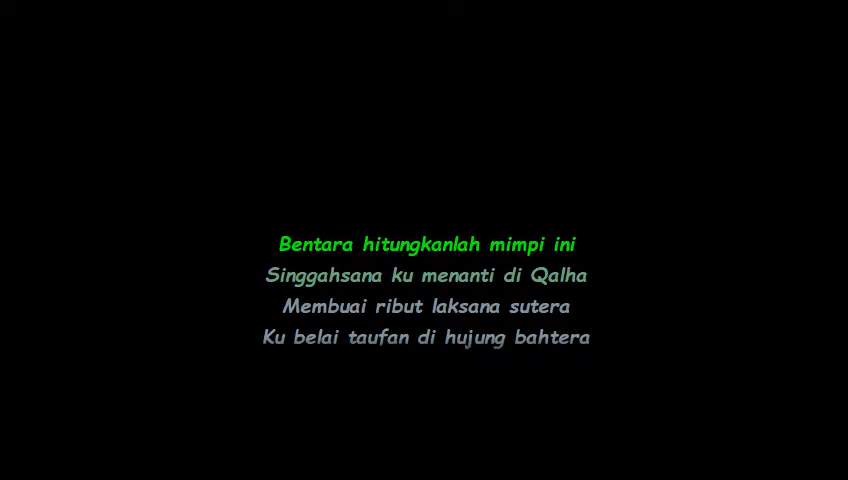 Bentara hitungkanlah mimpi ini
Singgahsana ku menanti di Qalha
Membuai ribut laksana sutera
Ku belai taufan di hujung bahtera